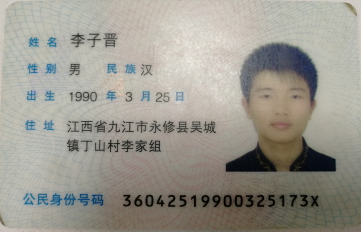 姓名 李子晋
性别 男 民族 汉
出生 1990 年 3 月 25 日
住址 江西省九江市永修县吴城
镇丁山村李家组
公民身份号码 36042519900325173X